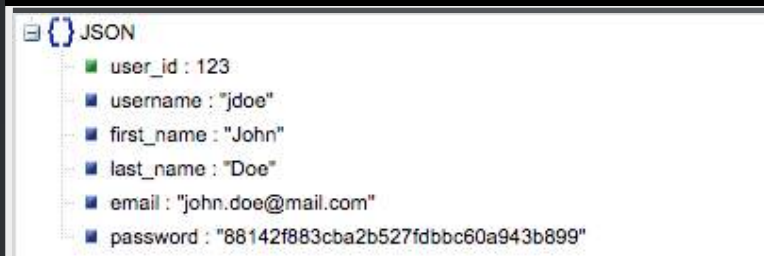 JSON
user_id : 123
username : "jdoe"
first_name : "John"
last_name : "Doe"
email : "john.doe@mail.com"
password : "88142f883cba2b527fdbbc60a943b899"